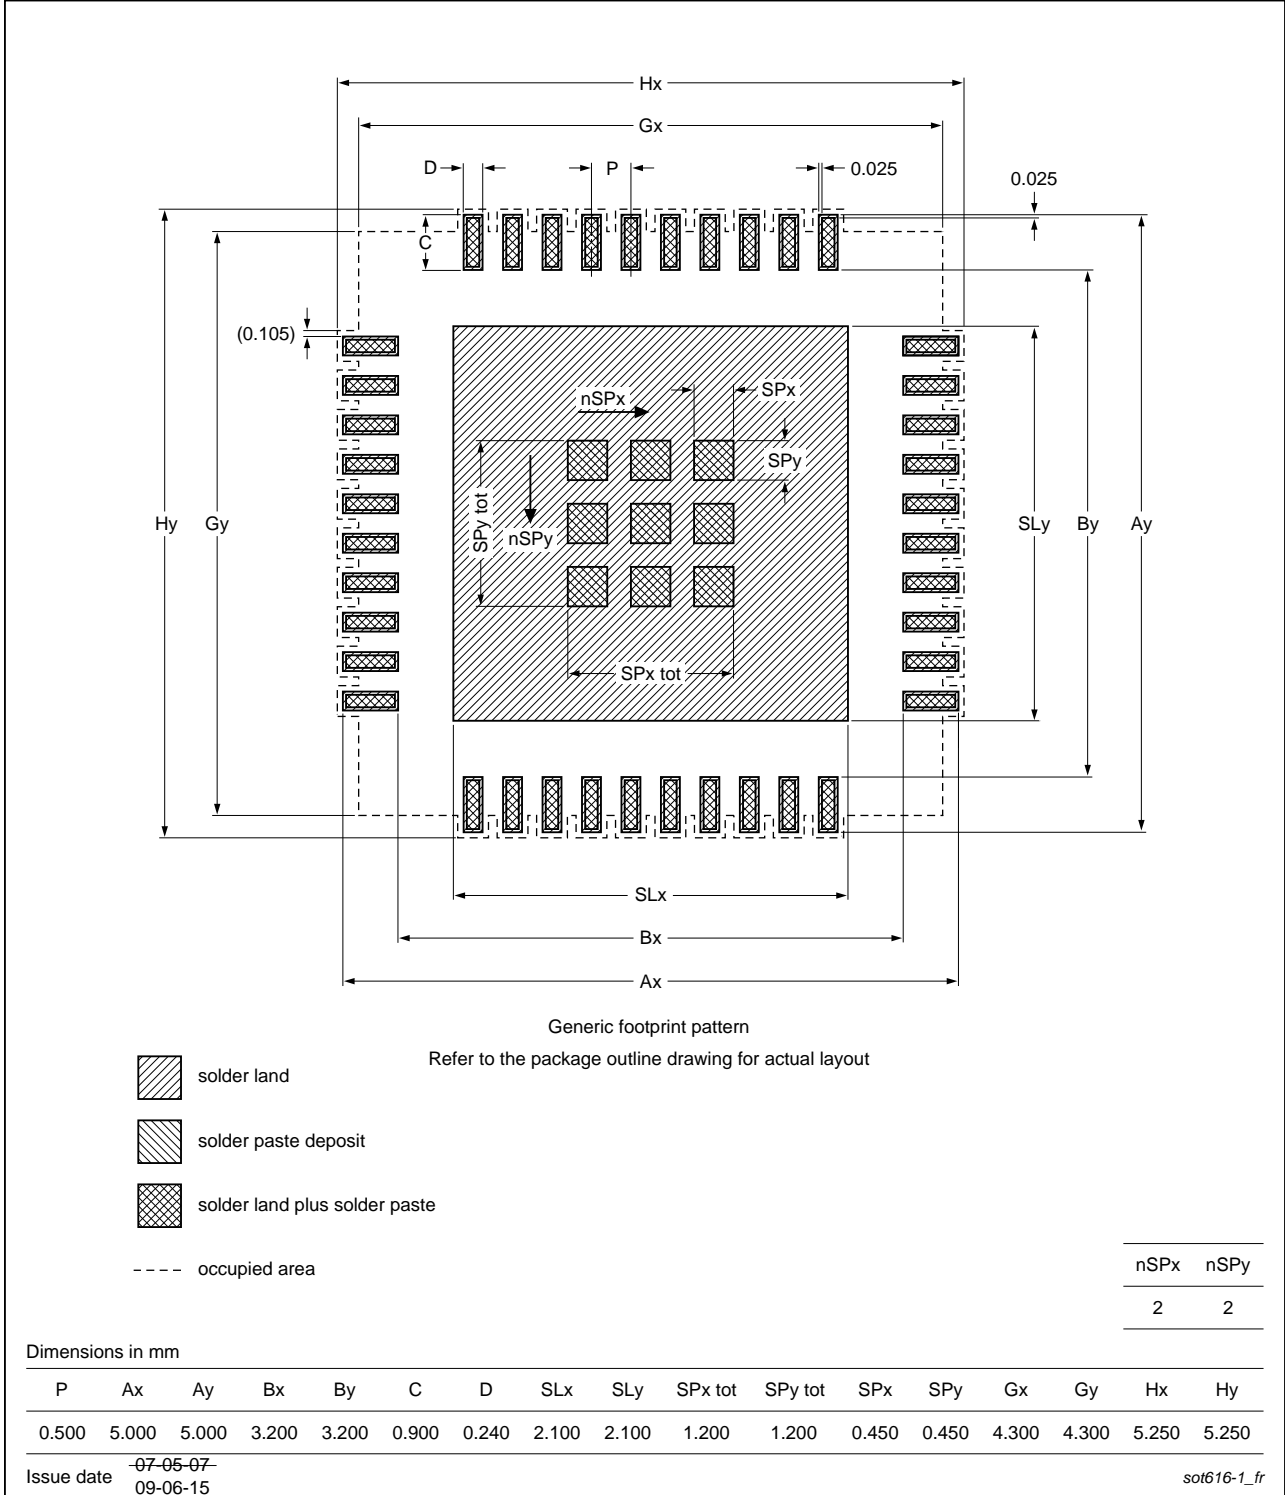 Hx
Gx
D P 0.025
0.025
C
(0.105)
nSPx SPx
SPy
SPy tot
nSPy
Hy Gy SLy By Ay
SPx tot
SLx
Bx
Ax
Generic footprint pattern
Refer to the package outline drawing for actual layout
solder land
solder paste deposit
solder land plus solder paste
occupied area
nSPx nSPy
2 2
Dimensions in mm
P Ax Ay Bx By C D SLx SLy SPx tot SPy tot SPx SPy Gx Gy Hx Hy
0.500 5.000 5.000 3.200 3.200 0.900 0.240 2.100 2.100 1.200 1.200 0.450 0.450 4.300 4.300 5.250 5.250
Issue date 07-05-07
09-06-15
sot616-1_fr